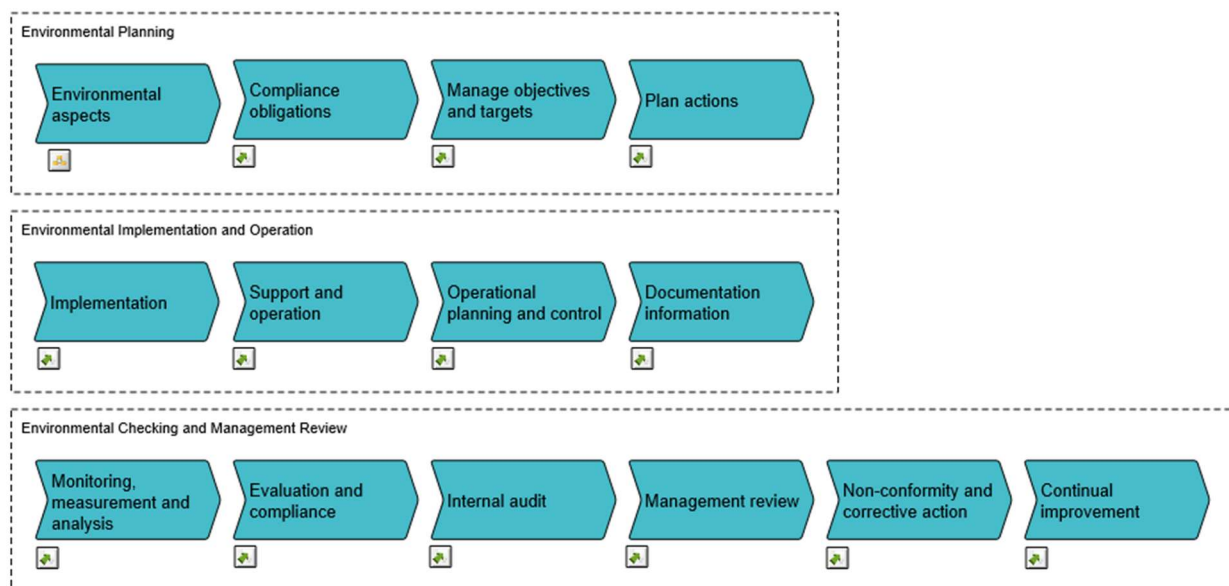 Environmental Planning
Environmental
aspects
Compliance
obligations
Manage objectives
and targets
Plan actions
Environmental Implementation and Operation
Implementation
Support and
operation
Operational
planning and control
Documentation
information
Environmental Checking and Management Review
Monitoring,
measurement and
analysis
Evaluation and
compliance
Internal audit
Management review
Non-conformity and
corrective action
Continual
improvement